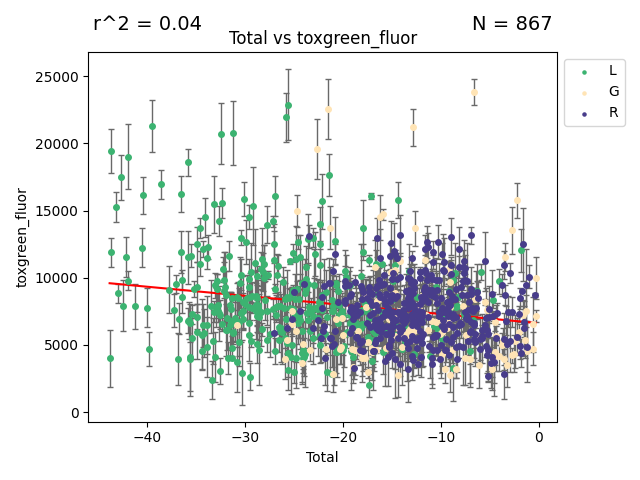 r^2 = 0.04
N = 867
Total vs toxgreen_fluor
25000
20000
15000
10000
5000
0
toxgreen_fluor
−40
−30
−20
−10
0
Total
L
G
R